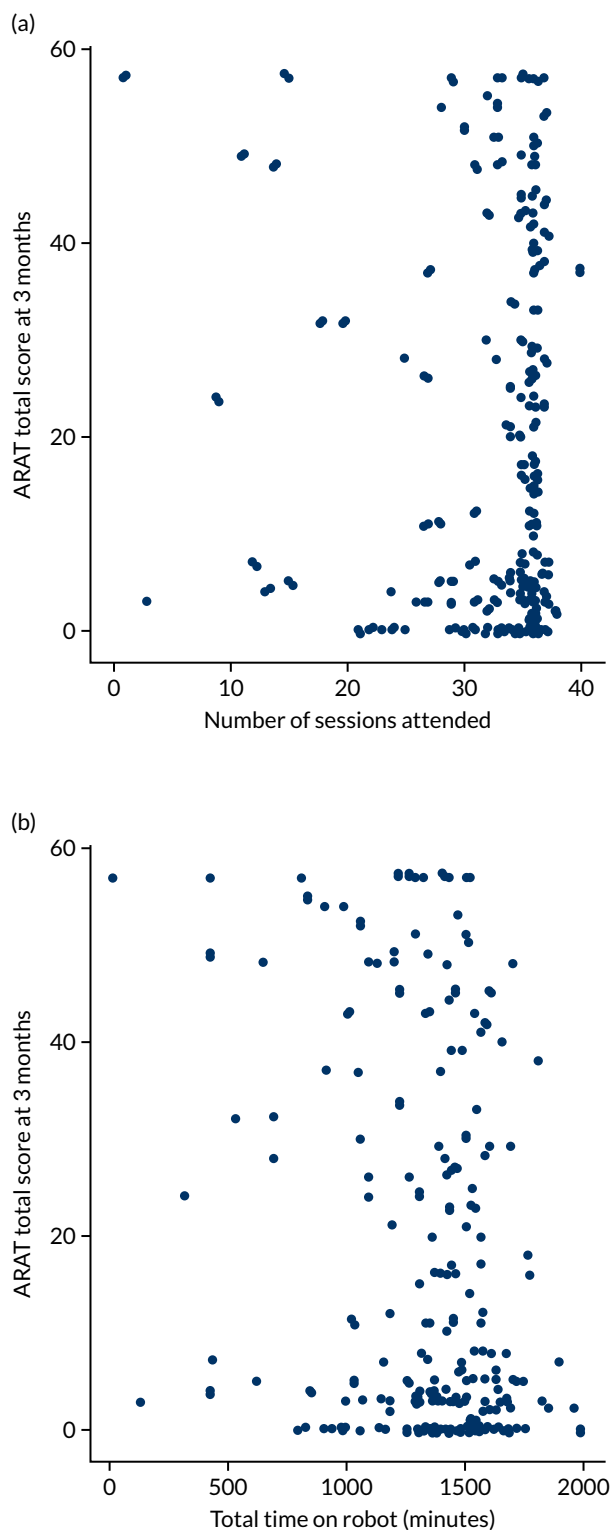 (a)
60
40
20
0
ARAT total score at 3 months
0 10 20 30 40
Number of sessions attended
(b)
60
40
20
0
ARAT total score at 3 months
0 500 1000 1500 2000
Total time on robot (minutes)